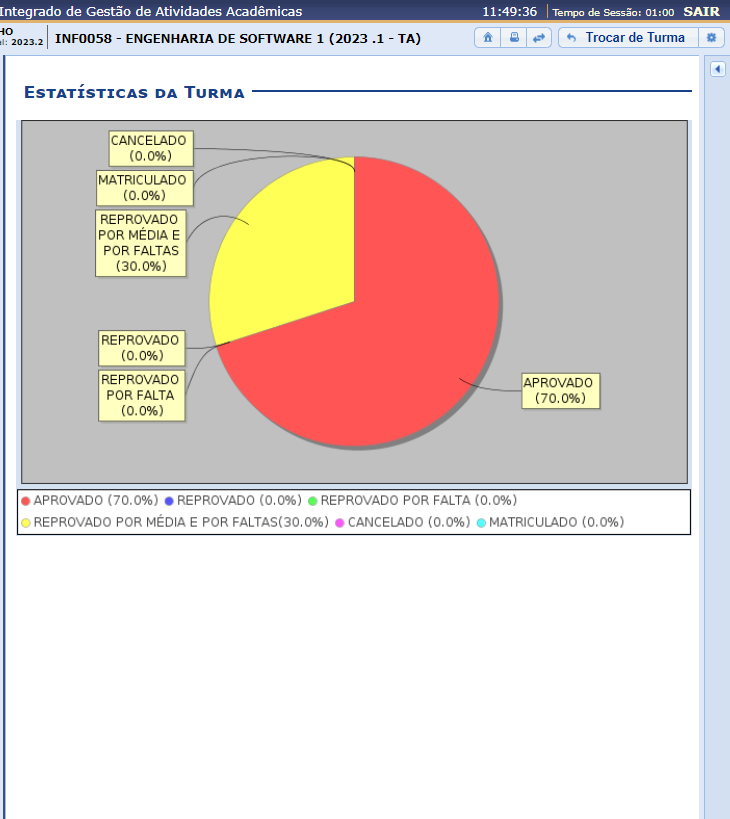 Integrado de Gestão de Atividades Acadêmicas 11:49:36 Tempo de Sessão: 01:00 SAIR
HO
el: 2023.2
INF0058 - ENGENHARIA DE SOFTWARE 1 (2023 .1 - TA)
Trocar de Turma
ESTATÍSTICAS DA TURMA
CANCELADO
(0.0%)
MATRICULADO
(0.0%)
REPROVADO
POR MÉDIA E
POR FALTAS
(30.0%)
REPROVADO
(0.0%)
REPROVADO
POR FALTA
(0.0%)
APROVADO
(70.0%)
APROVADO (70.0%) REPROVADO (0.0%) REPROVADO POR FALTA (0.0%)
REPROVADO POR MÉDIA E POR FALTAS(30.0%) CANCELADO (0.0%) MATRICULADO (0.0%)